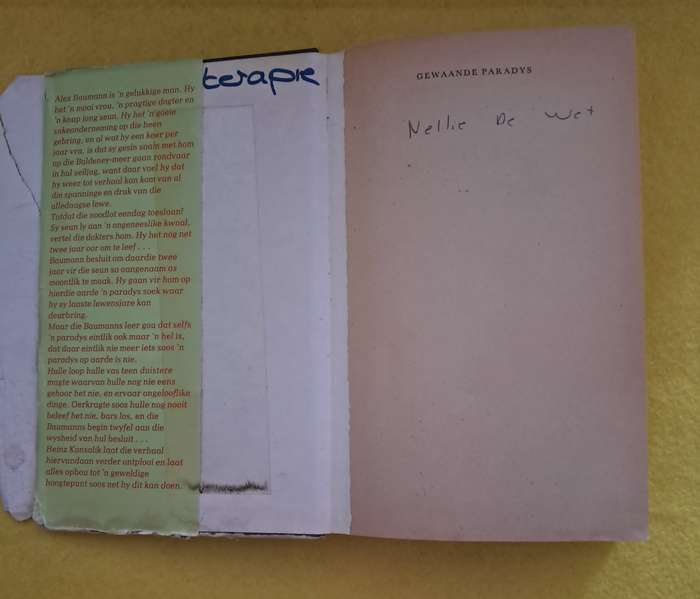 terapie
Alex Baumann is 'n gelukkige man. Hy
het 'n mooi vrou, 'n pragtige dogter en
'n knap jong seun. Hy het 'n goeie
sakeonderneming op die been
gebring, en al wat hy een keer per
jaar vra, is dat sy gesin saam met hom
op die Baldeney-meer gaan rondvaar
in hul seiljag, want daar voel hy dat
hy weer tot verhaal kan kom van al
die spanninge en druk van die
alledaagse lewe.
Totdat die noodlot eendag toeslaan!
Sy seun ly aan 'n ongeneeslike kwaal,
vertel die dokters hom. Hy het nog net
twee jaar oor om te leef . . .
Baumann besluit om daardie twee
jaar vir die seun so aangenaam as
moontlik te maak. Hy gaan vir hom op
hierdie aarde 'n paradys soek waar
hy sy laaste lewensjare kan
deurbring.
Maar die Baumanns leer gou dat selfs
'n paradys eintlik ook maar 'n hel is,
dat daar eintlik nie meer iets soos 'n
paradys op aarde is nie.
Hulle loop hulle vas teen duistere
magte waarvan hulle nog nie eens
gehoor het nie, en ervaar ongelooflike
dinge. Oerkragte soos hulle nog nooit
beleef het nie, bars los, en die
Baumanns begin twyfel aan die
wysheid van hul besluit . . .
Heinz Konsalik laat die verhaal
hiervandaan verder ontplooi en laat
alles opbou tot 'n geweldige
hoogtepunt soos net hy dit kan doen.
GEWAANDE PARADYS
Nellie De Wet